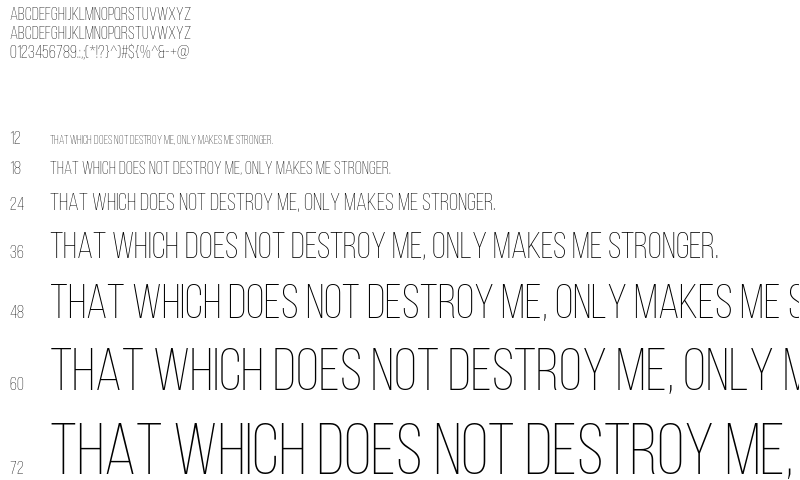 ABCDEFGHIJKLMNOPQRSTUVWXYZ
ABCDEFGHIJKLMNOPQRSTUVWXYZ
0123456789.:,;(*!?}^)#${%^&-+@
12 THAT WHICH DOES NOT DESTROY ME, ONLY MAKES ME STRONGER.
18 THAT WHICH DOES NOT DESTROY ME, ONLY MAKES ME STRONGER.
24 THAT WHICH DOES NOT DESTROY ME, ONLY MAKES ME STRONGER.
36 THAT WHICH DOES NOT DESTROY ME, ONLY MAKES ME STRONGER.
48 THAT WHICH DOES NOT DESTROY ME, ONLY MAKES ME S
60 THAT WHICH DOES NOT DESTROY ME, ONLY M
72 THAT WHICH DOES NOT DESTROY ME,